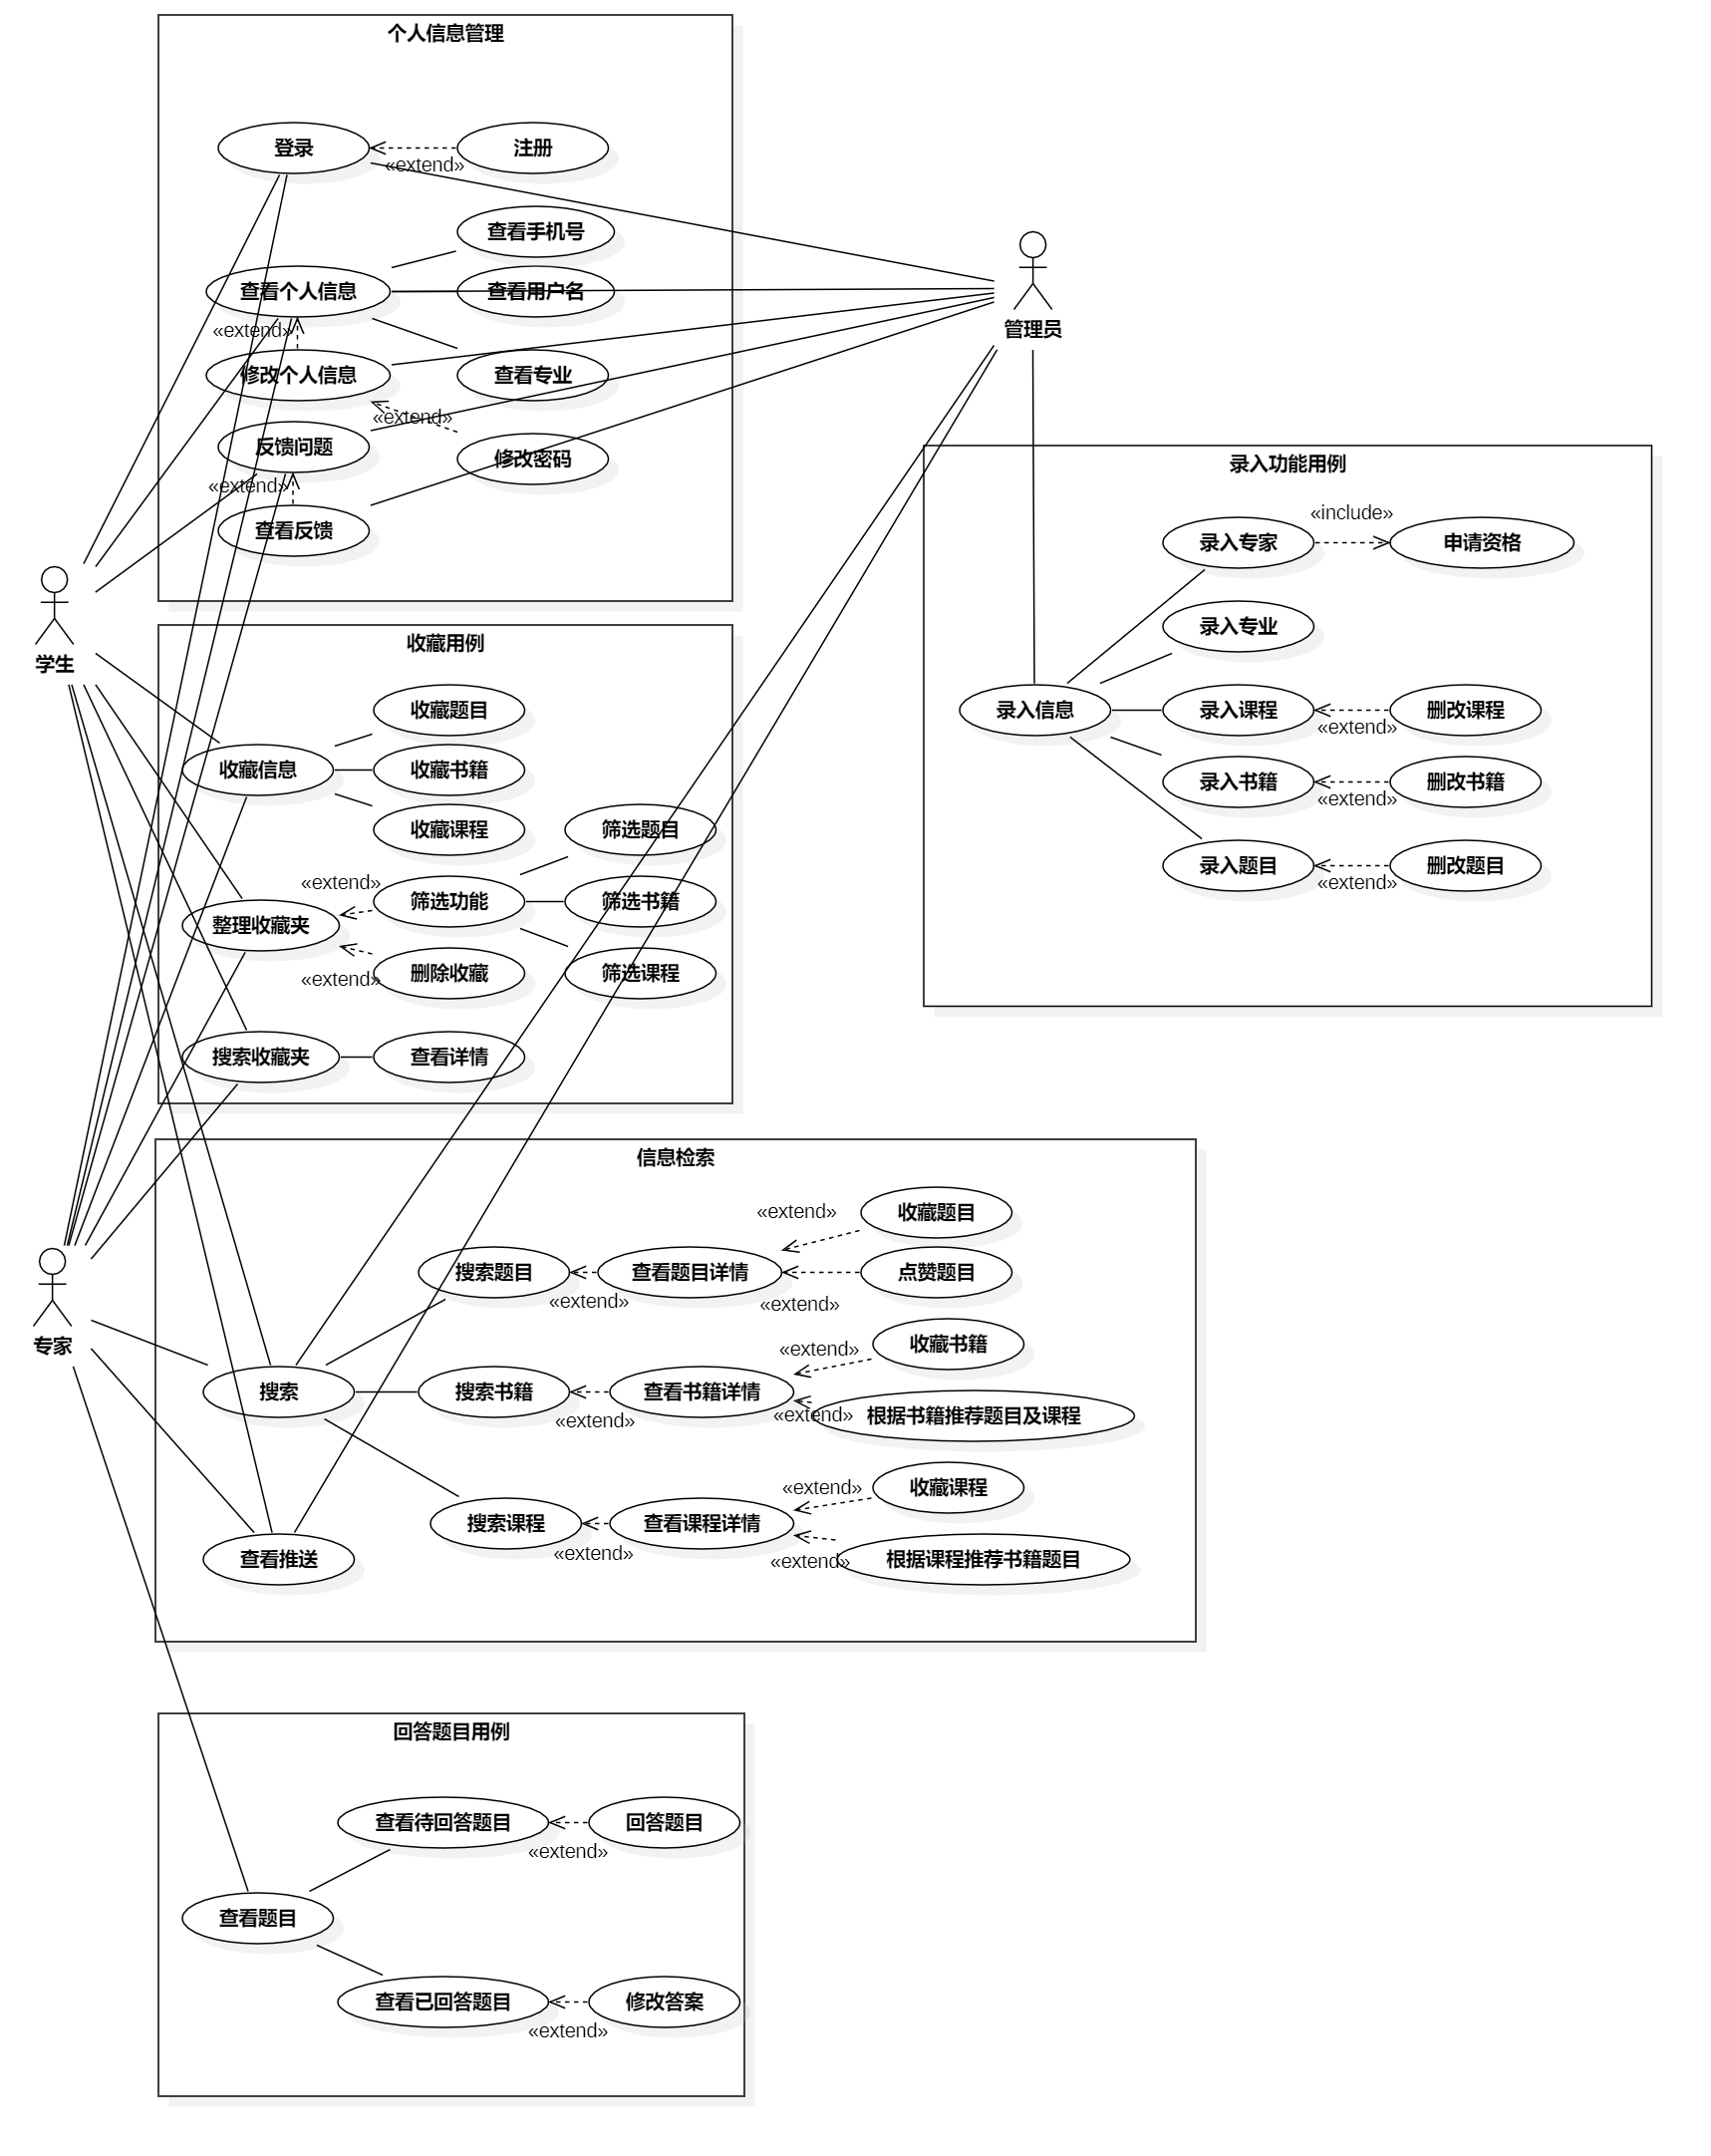 个人信息管理
登录
注册
«extend»
查看手机号
查看个人信息
查看用户名
«extend»
修改个人信息
查看专业
«extend»
反馈问题
修改密码
«extend»
查看反馈
管理员
学生
录入功能用例
«include»
录入专家
申请资格
录入专业
录入信息
录入课程
删改课程
«extend»
录入书籍
删改书籍
«extend»
录入题目
删改题目
«extend»
收藏用例
收藏题目
收藏信息
收藏书籍
收藏课程
筛选题目
«extend»
筛选功能
筛选书籍
整理收藏夹
«extend»
删除收藏
筛选课程
搜索收藏夹
查看详情
专家
信息检索
«extend»
收藏题目
搜索题目
查看题目详情
点赞题目
«extend»
«extend»
«extend»
收藏书籍
搜索
搜索书籍
查看书籍详情
«extend»
«extend»
根据书籍推荐题目及课程
«extend»
收藏课程
搜索课程
查看课程详情
«extend»
«extend»
根据课程推荐书籍题目
查看推送
回答题目用例
查看待回答题目
回答题目
«extend»
查看题目
查看已回答题目
修改答案
«extend»